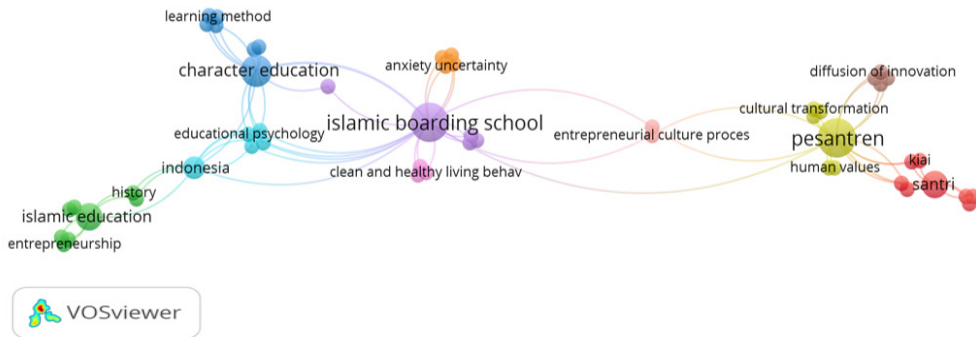 learning method
character education
anxiety uncertainty
diffusion of innovation
cultural transformation
islamic boarding school
educational psychology
entrepreneurial culture proces
pesantren
indonesia
clean and healthy living behav
human values
kiai
santri
history
islamic education
entrepreneurship
VOSviewer